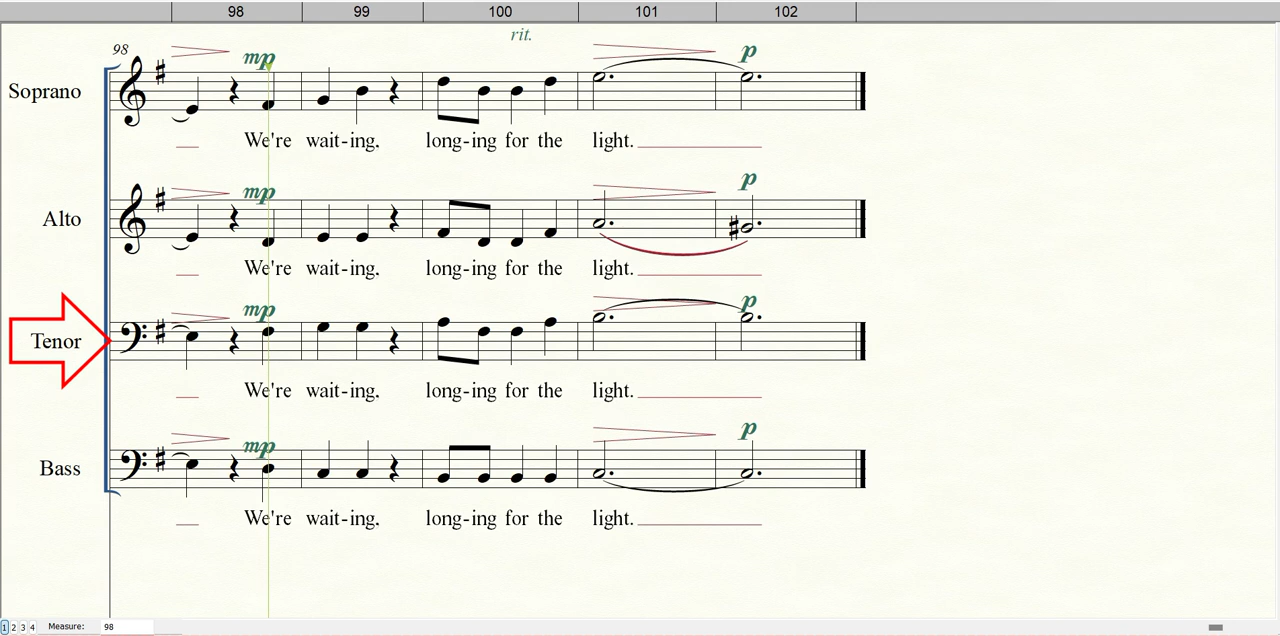 98 99 100 101 102
rit.
98
mp p
Soprano
We're wait-ing, long-ing for the light.
mp p
Alto
We're wait-ing, long-ing for the light.
mp p
Tenor
We're wait-ing, long-ing for the light.
mp p
Bass
We're wait-ing, long-ing for the light.
1 2 3 4 Measure: 98